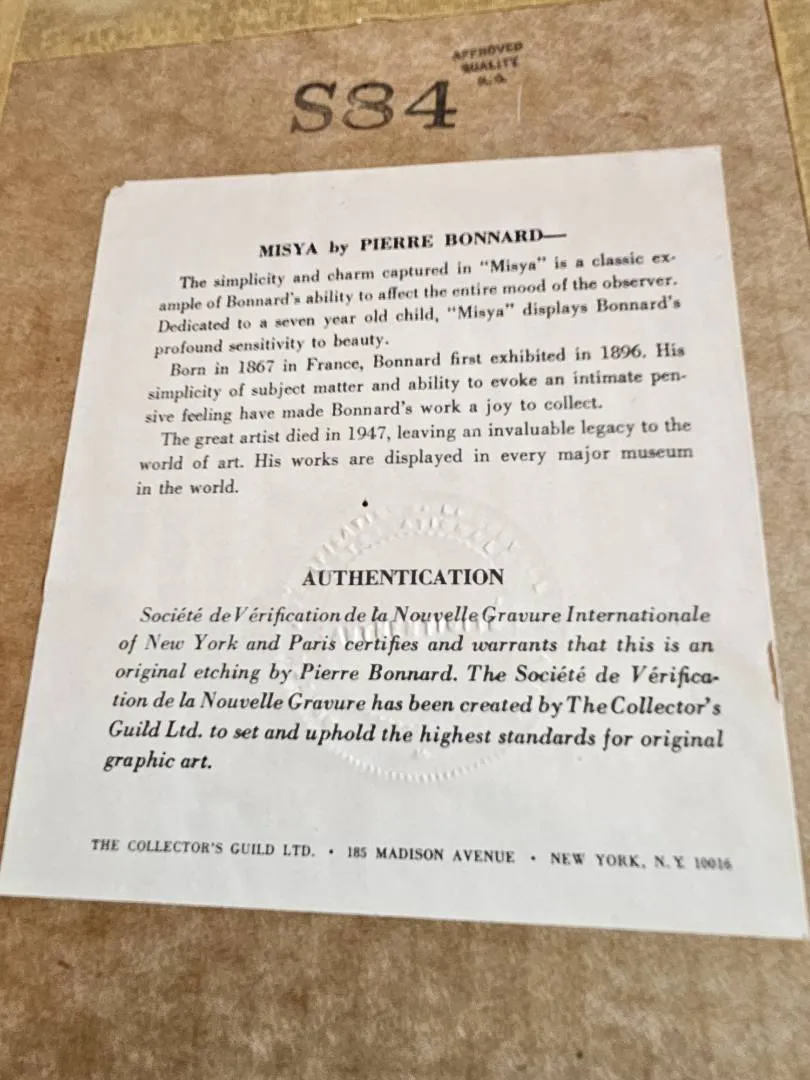 S84
APPROVED
QUALITY
MISYA by PIERRE BONNARD—
The simplicity and charm captured in "Misya" is a classic ex-
ample of Bonnard's ability to affect the entire mood of the observer.
Dedicated to a seven year old child, "Misya" displays Bonnard's
profound sensitivity to beauty.
Born in 1867 in France, Bonnard first exhibited in 1896. His
simplicity of subject matter and ability to evoke an intimate pen-
sive feeling have made Bonnard's work a joy to collect.
The great artist died in 1947, leaving an invaluable legacy to the
world of art. His works are displayed in every major museum
in the world.
AUTHENTICATION
Société de Vérification de la Nouvelle Gravure Internationale
of New York and Paris certifies and warrants that this is an
original etching by Pierre Bonnard. The Société de Vérifica-
tion de la Nouvelle Gravure has been created by The Collector's
Guild Ltd. to set and uphold the highest standards for original
graphic art.
THE COLLECTOR'S GUILD LTD. • 185 MADISON AVENUE • NEW YORK, N.Y. 10016